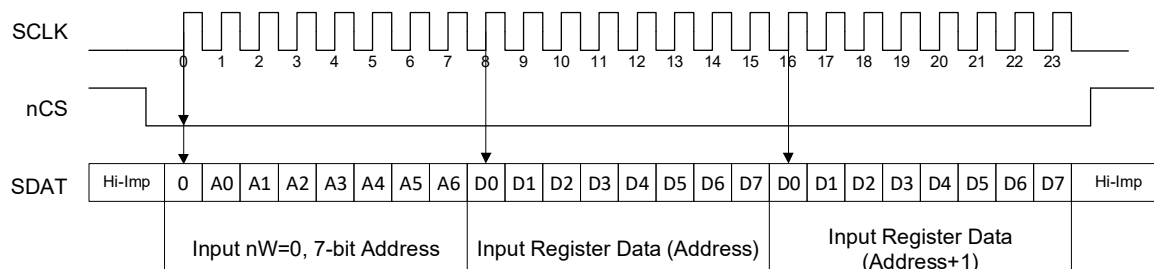 SCLK
0 1 2 3 4 5 6 7 8 9 10 11 12 13 14 15 16 17 18 19 20 21 22 23
nCS
SDAT Hi-Imp 0 A0 A1 A2 A3 A4 A5 A6 D0 D1 D2 D3 D4 D5 D6 D7 D0 D1 D2 D3 D4 D5 D6 D7 Hi-Imp
Input nW=0, 7-bit Address
Input Register Data (Address)
Input Register Data
(Address+1)